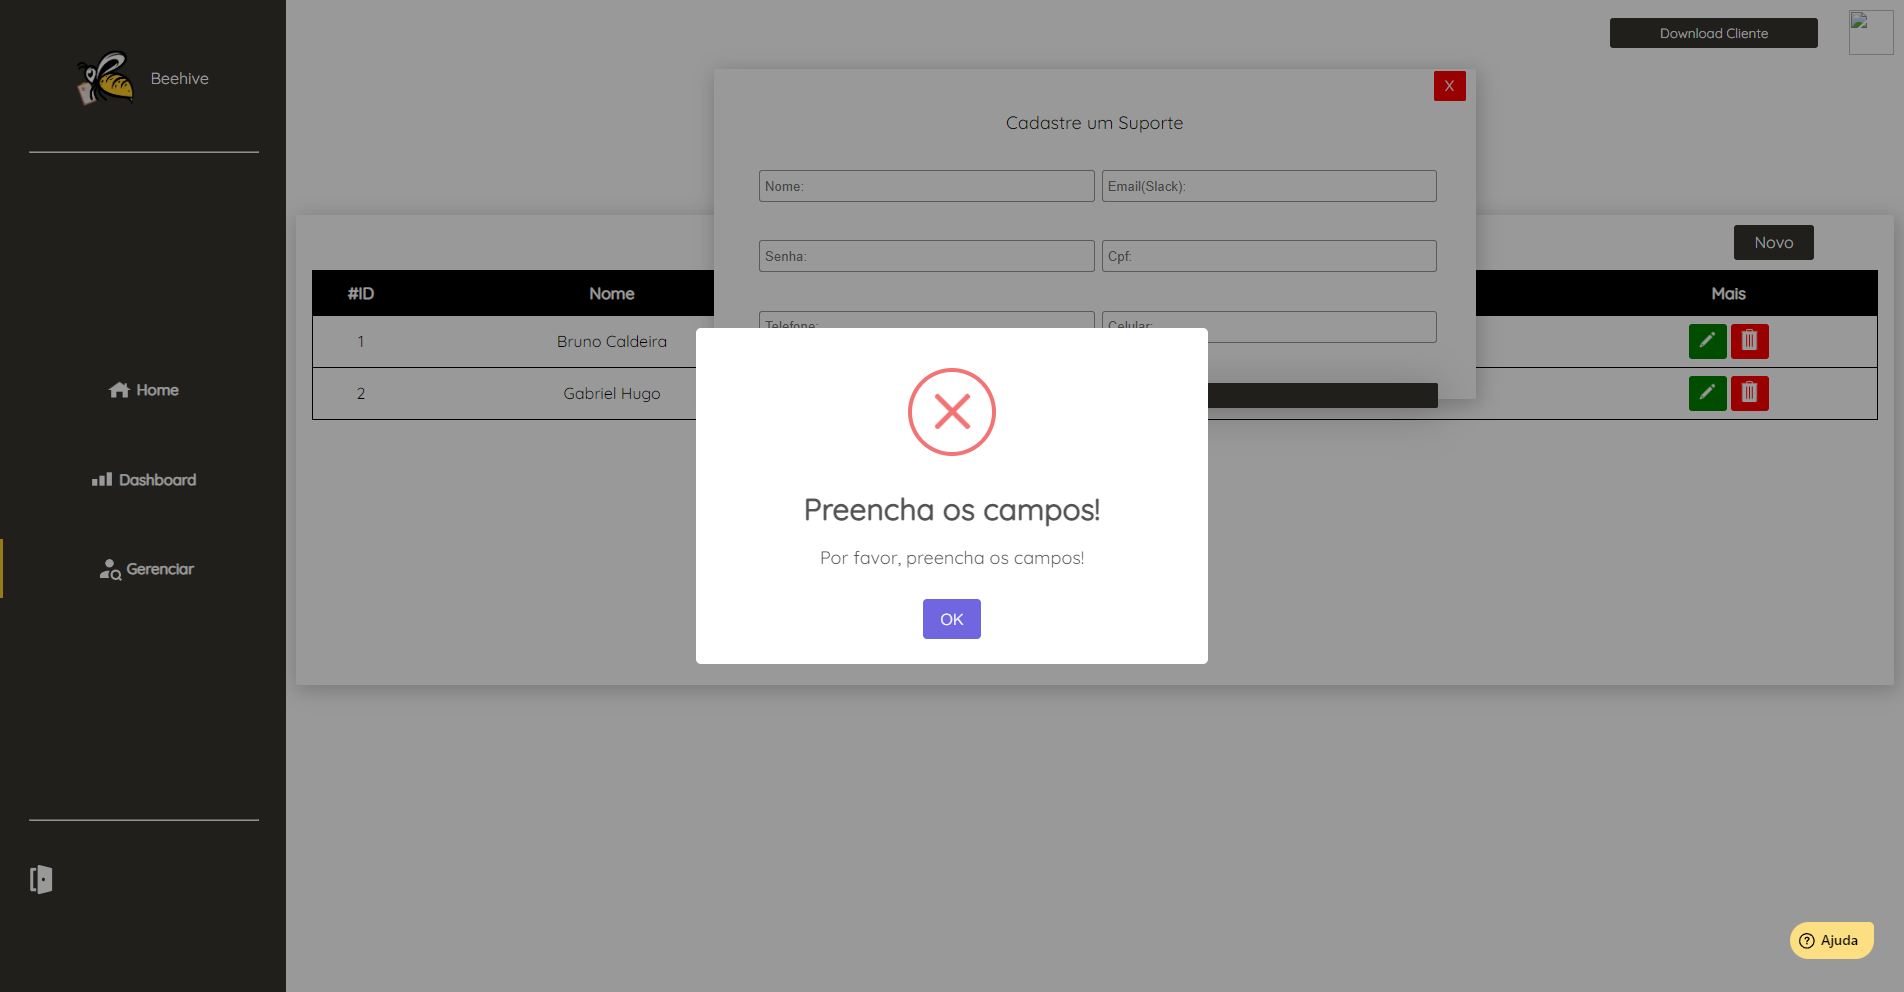 Beehive
Download Cliente
X
Cadastre um Suporte
Nome:
Email(Slack):
Senha:
Cpf:
Telefone:
Celular:
Novo
#ID
Nome
Mais
1
Bruno Caldeira
2
Gabriel Hugo
Home
Dashboard
Gerenciar
Preencha os campos!
Por favor, preencha os campos!
OK
Ajuda